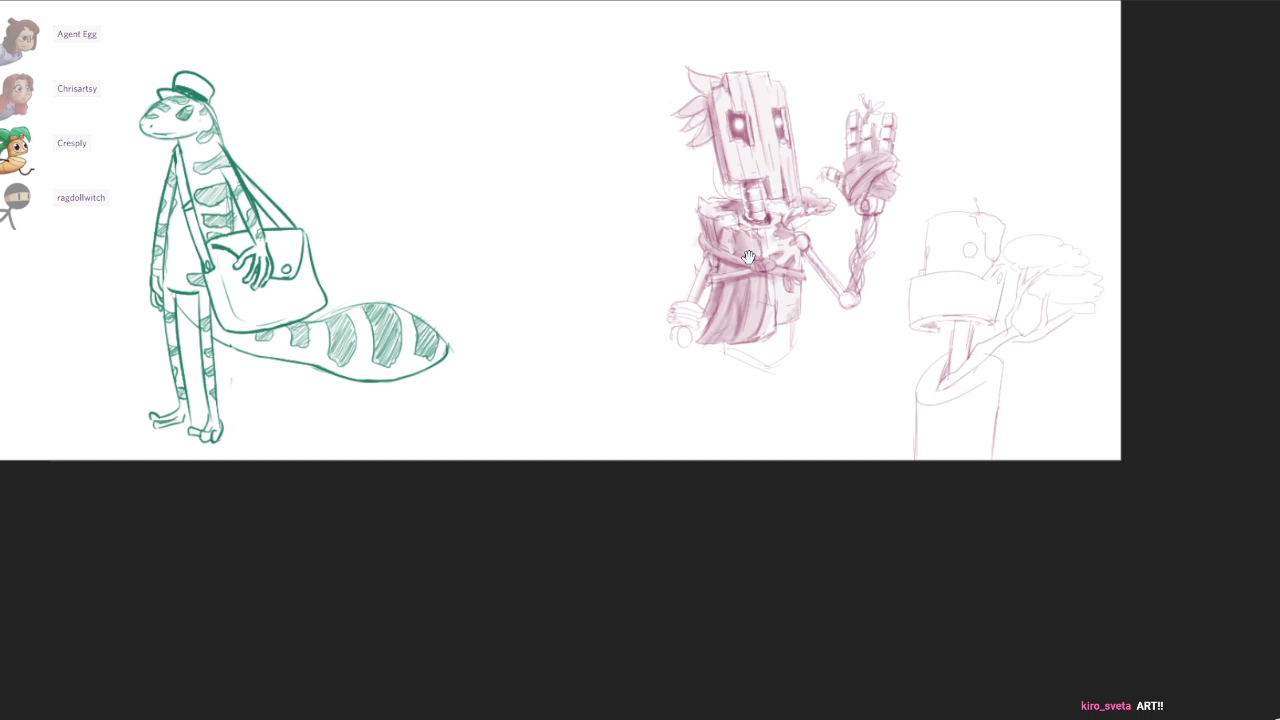 Agent Egg
Chrisartsy
Cresply
ragdollwitch
kiro_sveta ART!!